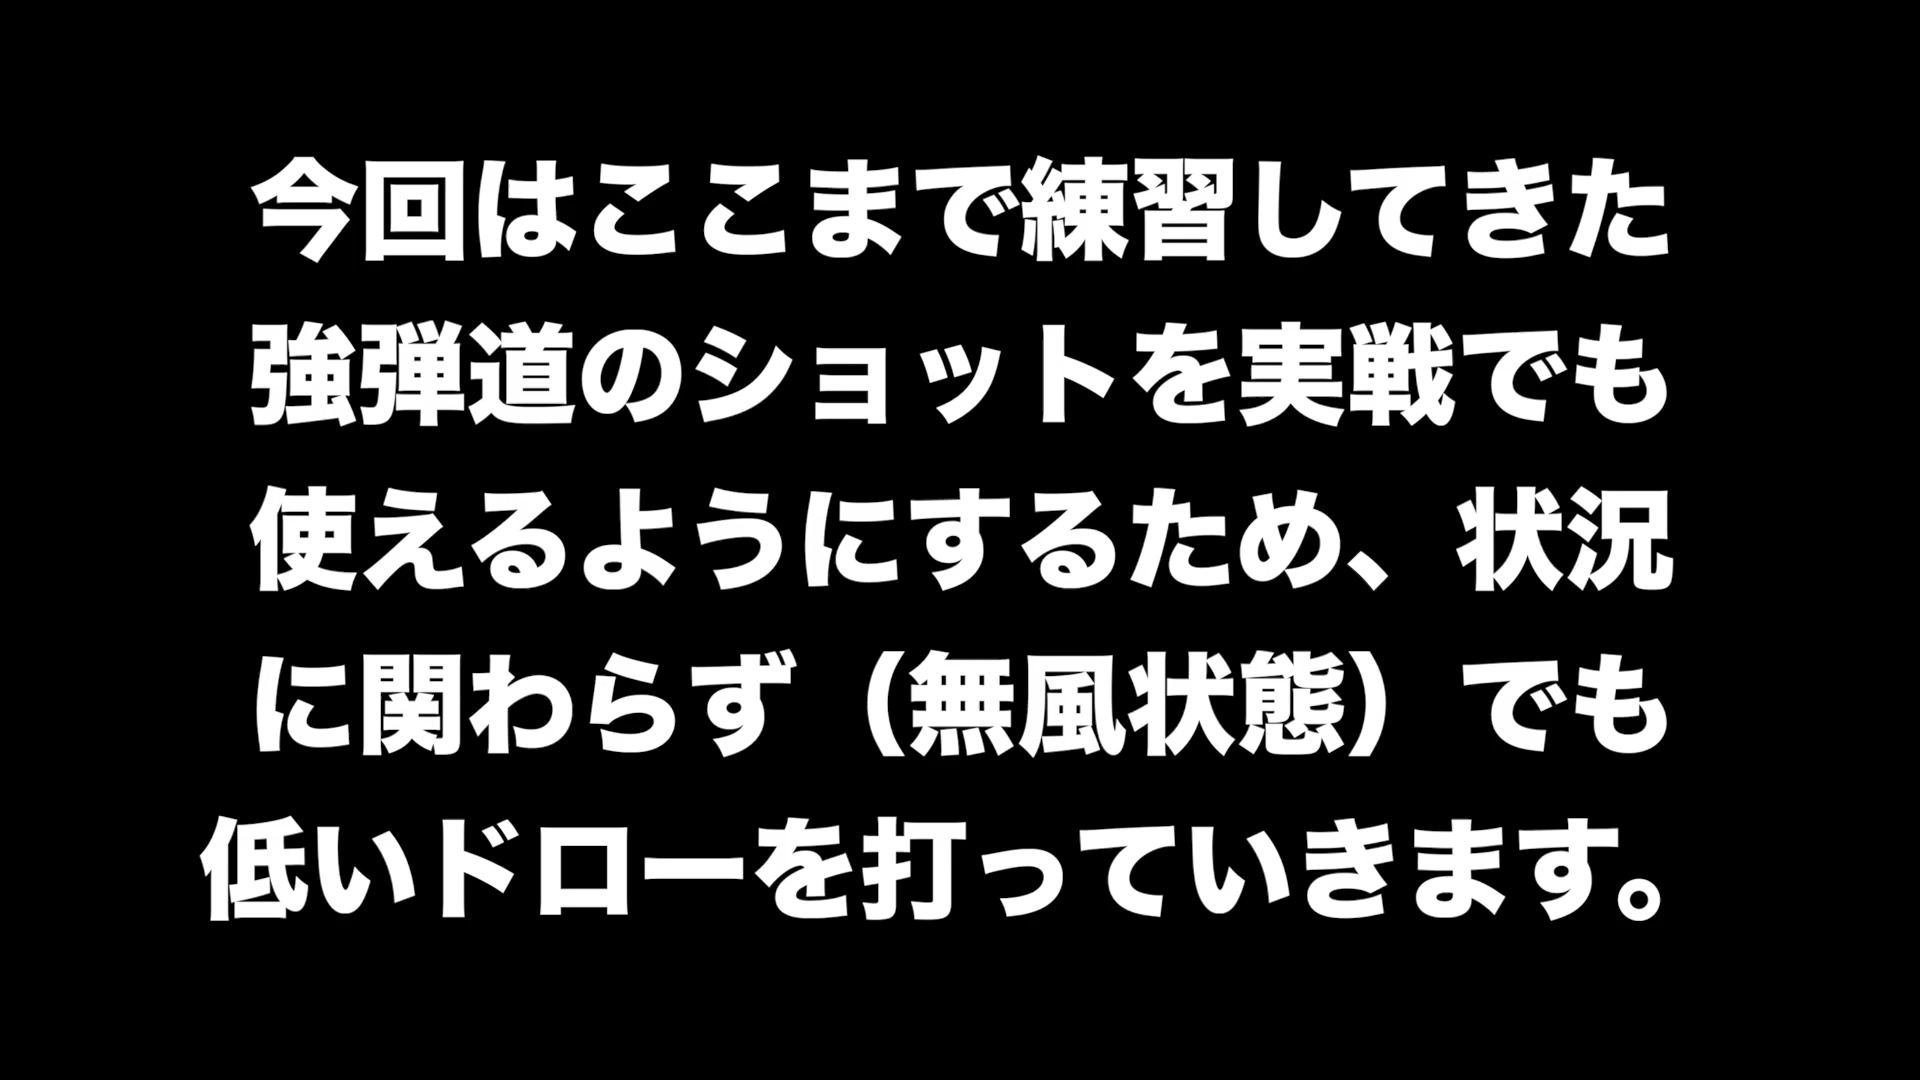 今回はここまで練習してきた
強弾道のショットを実戦でも
使えるようにするため、状況
に関わらず（無風状態）でも
低いドローを打っていきます。